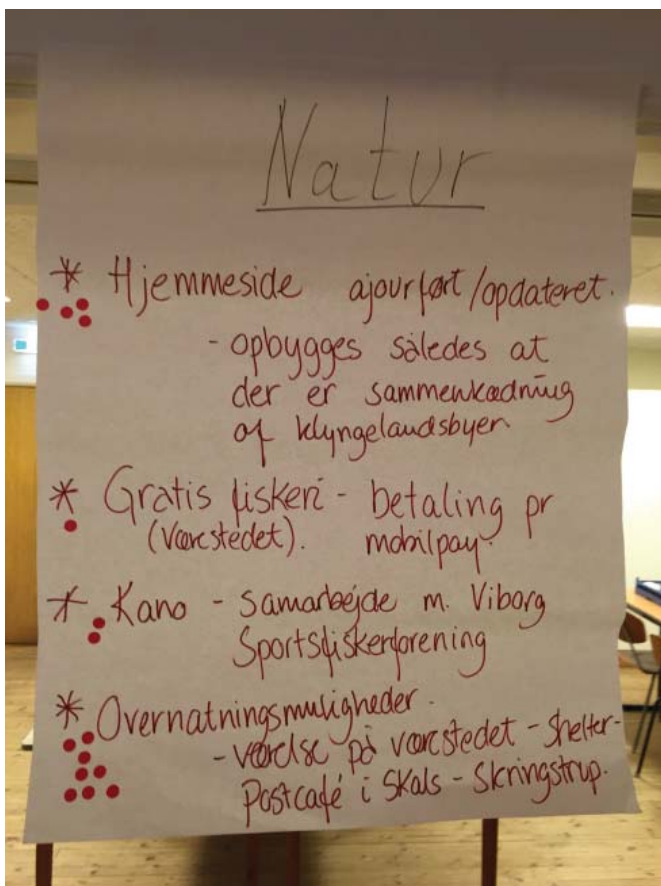 Natur
* Hjemmeside ajourført/opdateret.
- opbygges således at
der er sammenkædning
af klyngelandsbyen
* Gratis fiskeri - betaling pr
(Værestedet). mobilpay.
* Kano - samarbejde m. Viborg
Sportsfiskerforening
* Overnatningsmuligheder.
- værelse på værestedet - shelter -
Postcafé i Skals - Skringstrup.